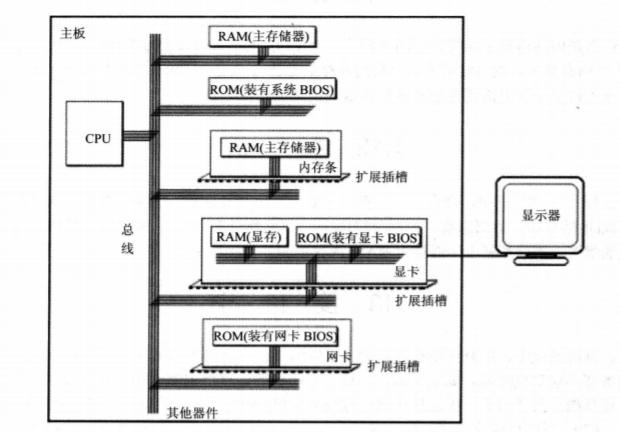 主板
RAM(主存储器)
ROM(装有系统 BIOS)
CPU
RAM(主存储器)
内存条
扩展插槽
总线
RAM(显存)
ROM(装有显卡 BIOS)
显卡
扩展插槽
显示器
ROM(装有网卡 BIOS)
网卡
扩展插槽
其他器件